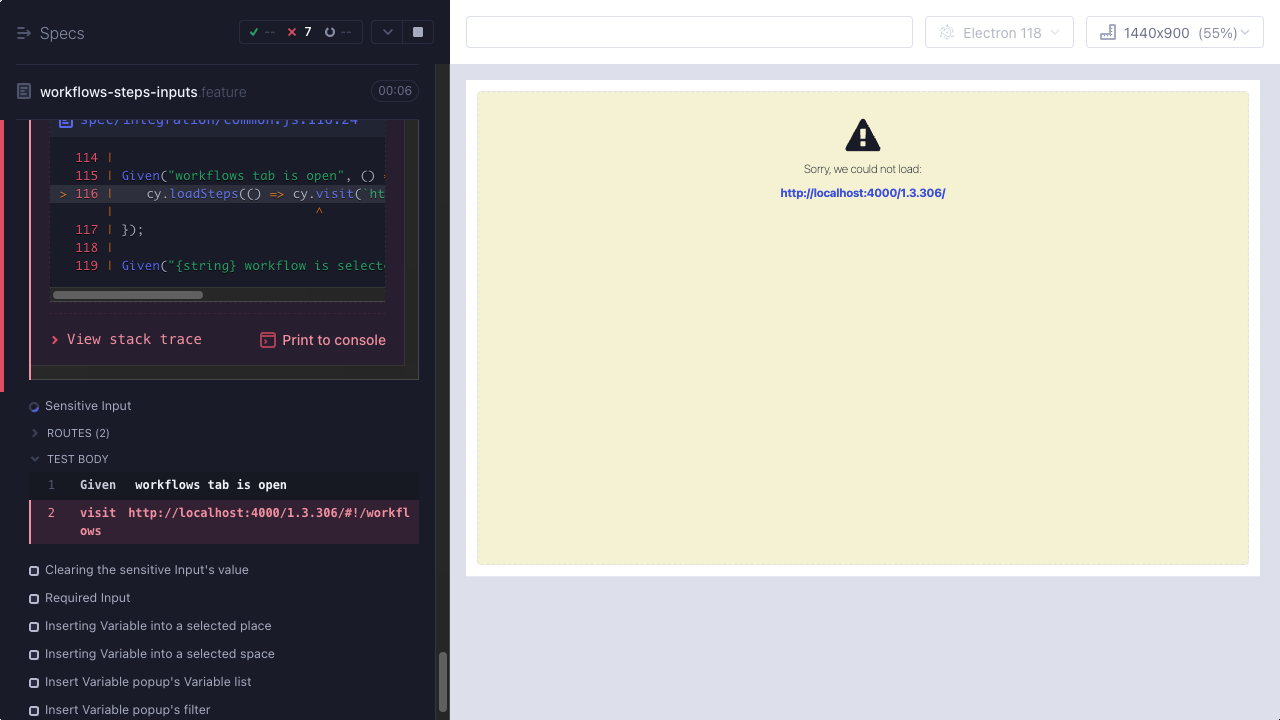 Specs
-- 7 --
workflows-steps-inputs.feature
00:06
spec/integration/common.js:116:24
114 |
115 | Given("workflows tab is open", () =
> 116 |    cy.loadSteps(() => cy.visit(`ht
| ^
117 | });
118 |
119 | Given("{string} workflow is selecte
View stack trace
Print to console
Sensitive Input
ROUTES (2)
TEST BODY
1 Given workflows tab is open
2 visit http://localhost:4000/1.3.306/#!/workfl
ows
Clearing the sensitive Input's value
Required Input
Inserting Variable into a selected place
Inserting Variable into a selected space
Insert Variable popup's Variable list
Insert Variable popup's filter
Electron 118
1440x900 (55%)
Sorry, we could not load:
http://localhost:4000/1.3.306/